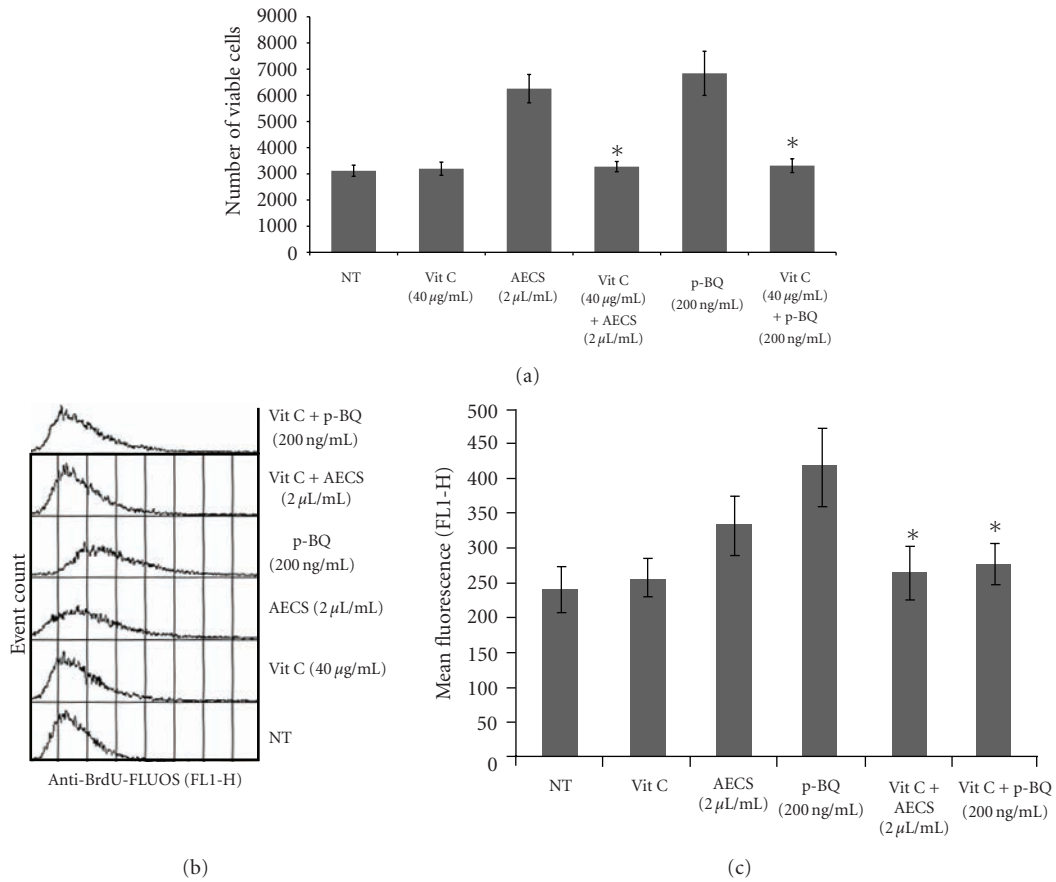 Number of viable cells
9000
8000
7000
6000
5000
4000
3000
2000
1000
0
*
*
NT
Vit C
(40 μg/mL)
AECS
(2 μL/mL)
Vit C
(40 μg/mL)
+ AECS
(2 μL/mL)
p-BQ
(200 ng/mL)
Vit C
(40 μg/mL)
+ p-BQ
(200 ng/mL)
(a)
Event count
Vit C + p-BQ
(200 ng/mL)
Vit C + AECS
(2 μL/mL)
p-BQ
(200 ng/mL)
AECS (2 μL/mL)
Vit C (40 μg/mL)
NT
Anti-BrdU-FLUOS (FL1-H)
(b)
Mean fluorescence (FL1-H)
500
450
400
350
300
250
200
150
100
50
0
*
*
NT
Vit C
AECS
(2 μL/mL)
p-BQ
(200 ng/mL)
Vit C +
AECS
(2 μL/mL)
Vit C + p-BQ
(200 ng/mL)
(c)